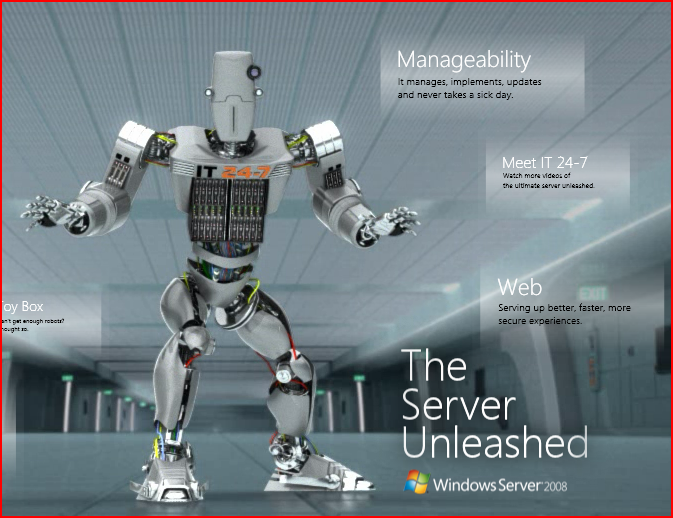 Manageability
It manages, implements, updates
and never takes a sick day.
Meet IT 24-7
Watch more videos of
the ultimate server unleashed.
IT 24-7
Web
Serving up better, faster, more
secure experiences.
EXIT
oy Box
an't get enough robots?
hought so.
The
Server
Unleashed
Windows Server 2008